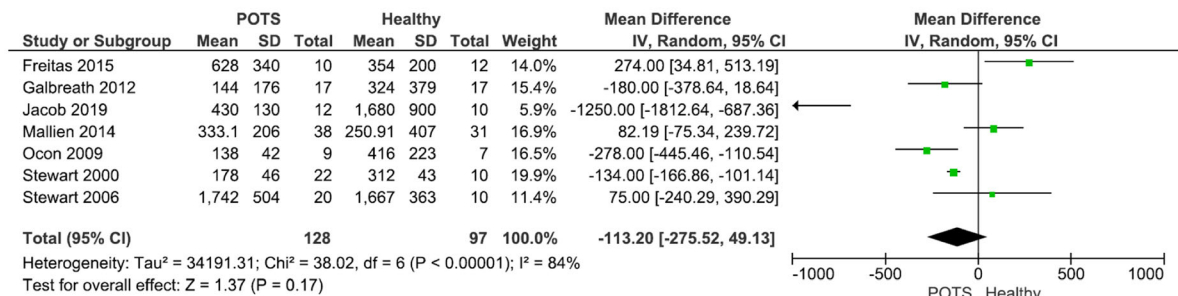 POTS Healthy Mean Difference Mean Difference
Study or Subgroup Mean SD Total Mean SD Total Weight IV, Random, 95% CI IV, Random, 95% CI
Freitas 2015 628 340 10 354 200 12 14.0% 274.00 [34.81, 513.19]
Galbreath 2012 144 176 17 324 379 17 15.4% -180.00 [-378.64, 18.64]
Jacob 2019 430 130 12 1,680 900 10 5.9% -1250.00 [-1812.64, -687.36]
Mallien 2014 333.1 206 38 250.91 407 31 16.9% 82.19 [-75.34, 239.72]
Ocon 2009 138 42 9 416 223 7 16.5% -278.00 [-445.46, -110.54]
Stewart 2000 178 46 22 312 43 10 19.9% -134.00 [-166.86, -101.14]
Stewart 2006 1,742 504 20 1,667 363 10 11.4% 75.00 [-240.29, 390.29]
Total (95% CI) 128 97 100.0% -113.20 [-275.52, 49.13]
Heterogeneity: Tau² = 34191.31; Chi² = 38.02, df = 6 (P < 0.00001); I² = 84%
Test for overall effect: Z = 1.37 (P = 0.17)
-1000 -500 0 500 1000
POTS Healthy